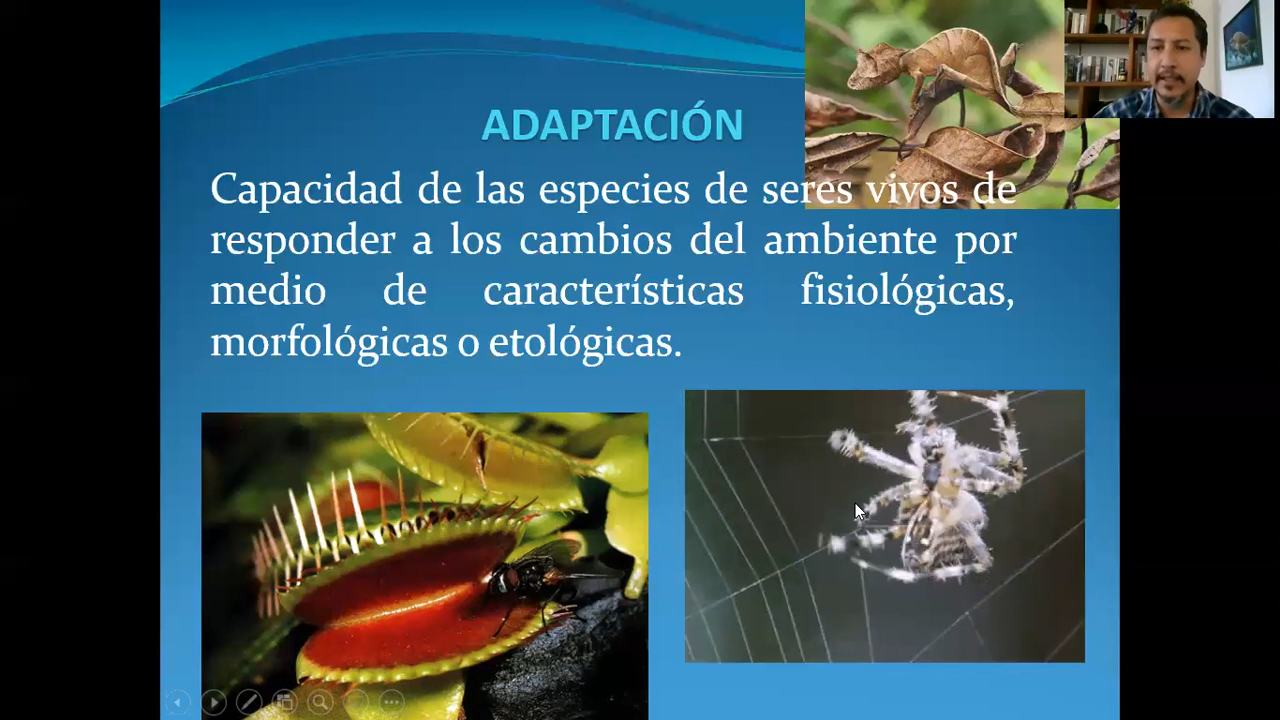 ADAPTACIÓN
Capacidad de las especies de seres vivos de
responder a los cambios del ambiente por
medio de características fisiológicas,
morfológicas o etológicas.